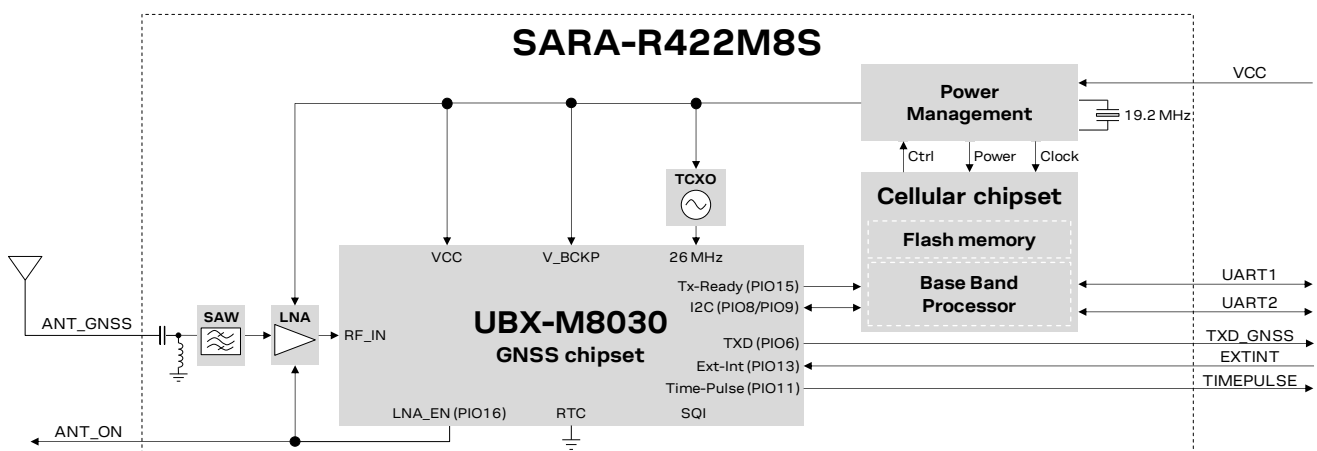 SARA-R422M8S
VCC
Power
Management
19.2 MHz
Ctrl
Power
Clock
TCXO
Cellular chipset
Flash memory
VCC
V_BCKP
26 MHz
Base Band
Processor
UART1
UART2
Tx-Ready (PIO15)
I2C (PIO8/PIO9)
ANT_GNSS
SAW
LNA
RF_IN
UBX-M8030
GNSS chipset
TXD (PIO6)
TXD_GNSS
Ext-Int (PIO13)
EXTINT
Time-Pulse (PIO11)
TIMEPULSE
LNA_EN (PIO16)
RTC
SQI
ANT_ON